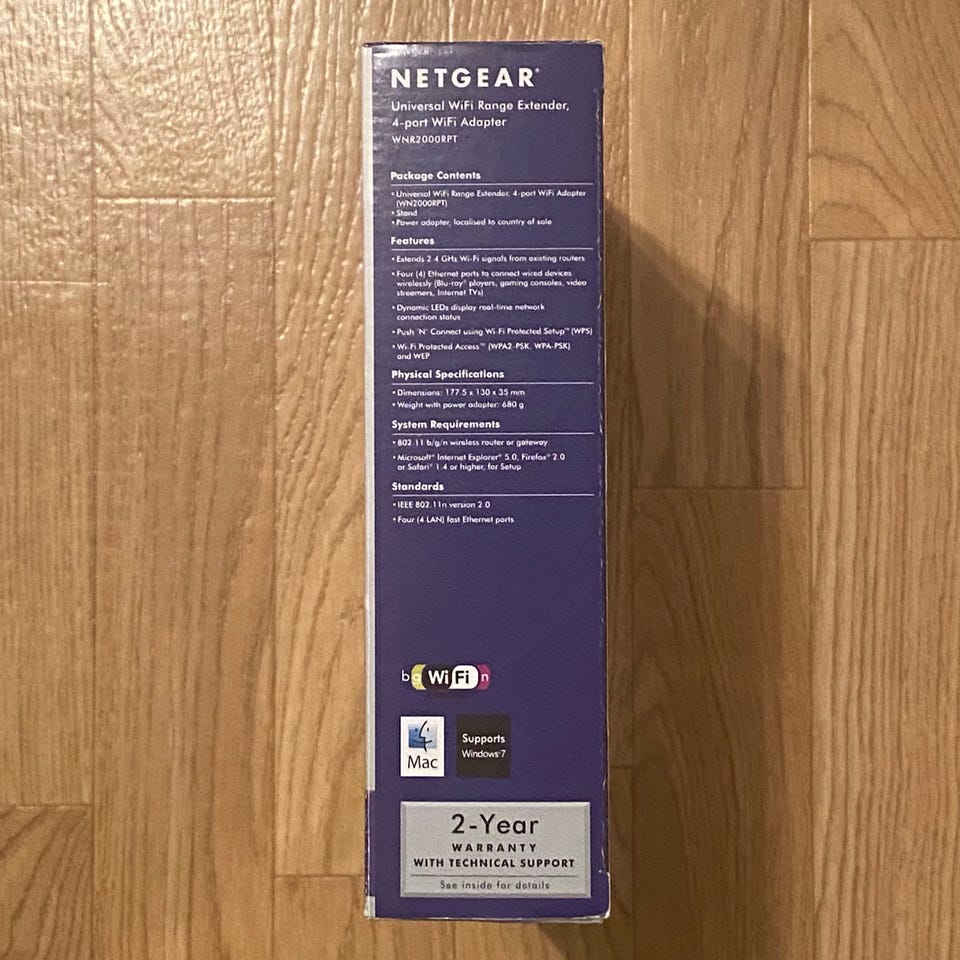 NETGEAR®
Universal WiFi Range Extender,
4-port WiFi Adapter
WNR2000RPT
Package Contents
• Universal WiFi Range Extender, 4-port WiFi Adapter
(WN2000RPT)
• Stand
• Power adapter, localised to country of sale
Features
• Extends 2.4 GHz Wi-Fi signals from existing routers
• Four (4) Ethernet ports to connect wired devices
wirelessly (Blu-ray® players, gaming consoles, video
streamers, Internet TVs)
• Dynamic LEDs display real-time network
connection status
• Push 'N' Connect using Wi-Fi Protected Setup™ (WPS)
• Wi-Fi Protected Access™ (WPA2-PSK, WPA-PSK)
and WEP
Physical Specifications
• Dimensions: 177.5 x 130 x 35 mm
• Weight with power adapter: 680 g
System Requirements
• 802.11 b/g/n wireless router or gateway
• Microsoft® Internet Explorer® 5.0, Firefox® 2.0
or Safari® 1.4 or higher, for Setup
Standards
• IEEE 802.11n version 2.0
• Four (4 LAN) fast Ethernet ports
b g WiFi n
Mac
Supports
Windows 7
2-Year
WARRANTY
WITH TECHNICAL SUPPORT
See inside for details